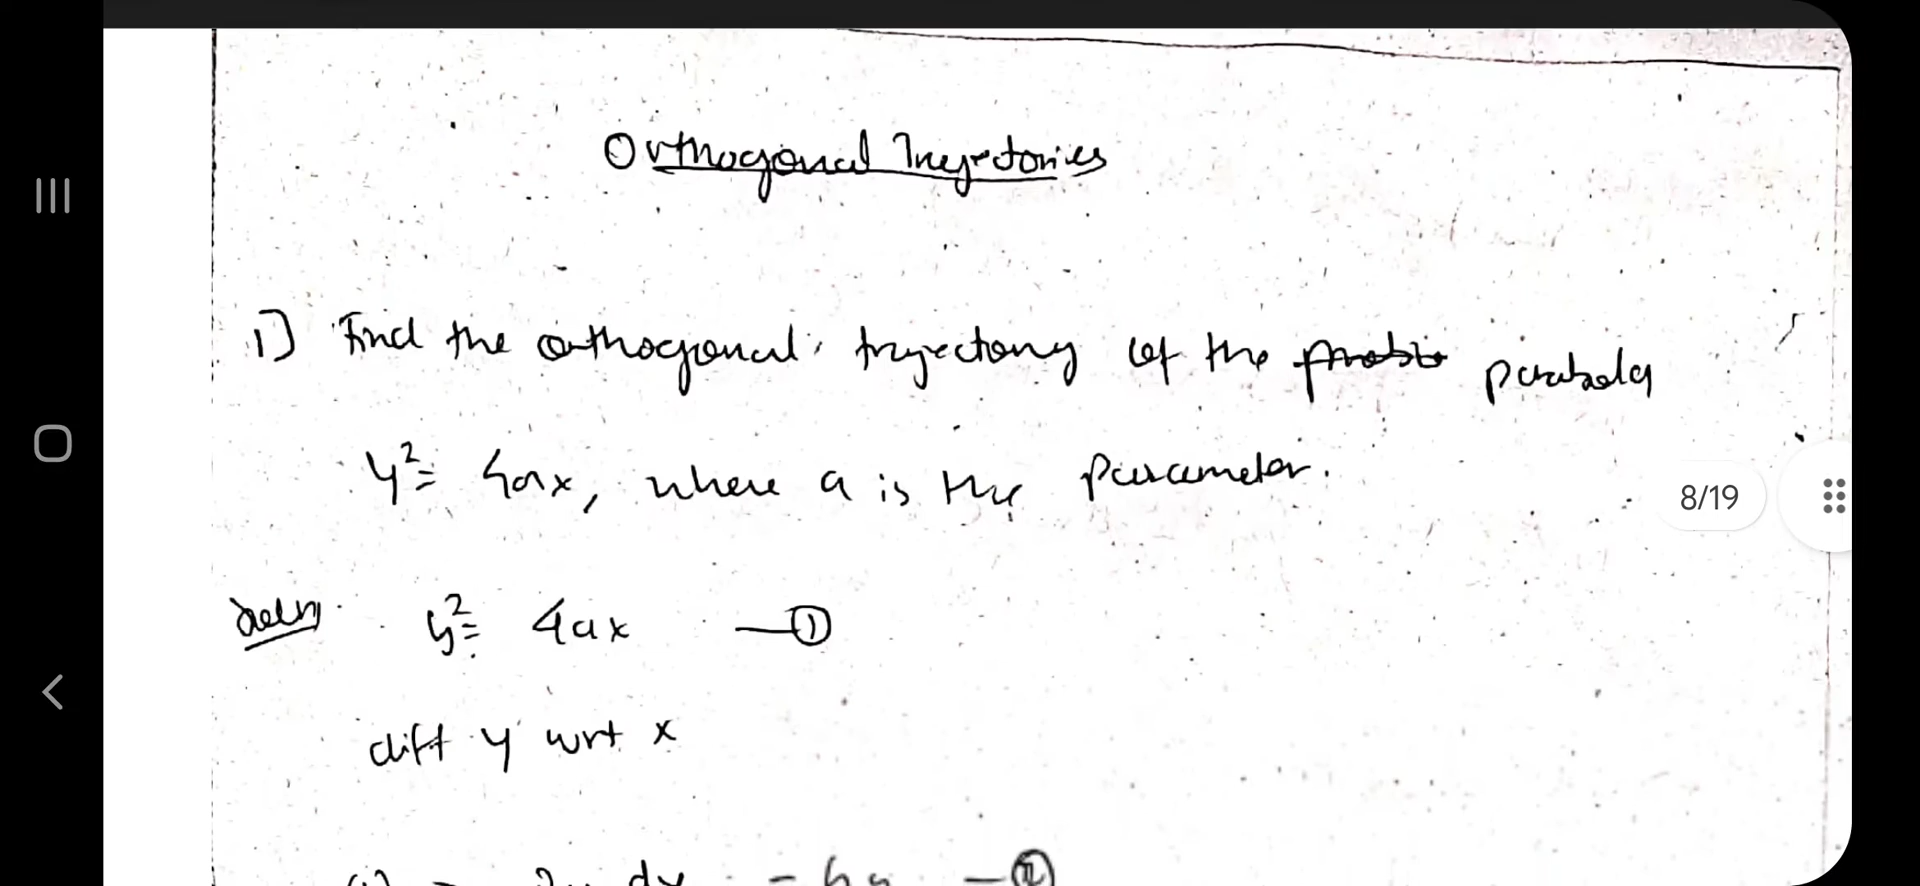 Orthogonal Trajectories
1) Find the orthogonal trajectory of the parabola
y²= 4ax, where a is the parameter.
8/19
Soln. y²= 4ax —①
diff y wrt x